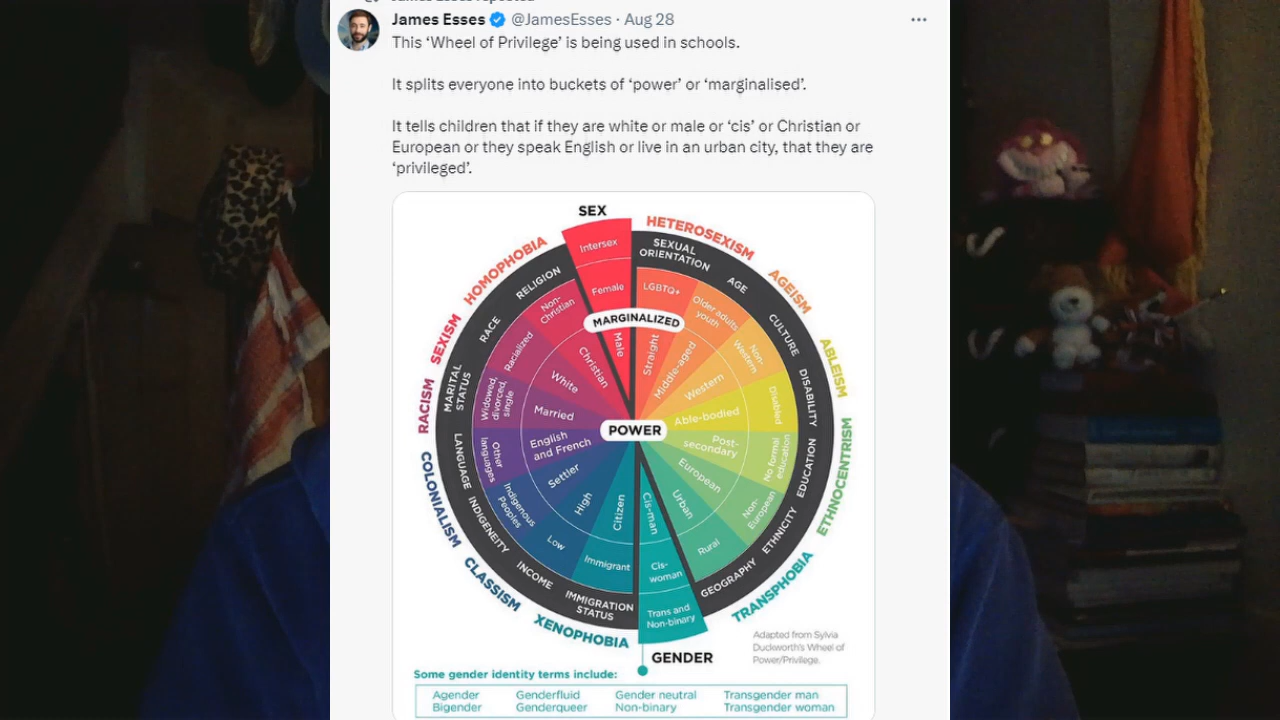 James Esses @JamesEsses · Aug 28
This ‘Wheel of Privilege’ is being used in schools.
It splits everyone into buckets of ‘power’ or ‘marginalised’.
It tells children that if they are white or male or ‘cis’ or Christian or
European or they speak English or live in an urban city, that they are
‘privileged’.
SEX
HETEROSEXISM
AGEISM
ABLEISM
ETHNOCENTRISM
TRANSPHOBIA
GENDER
XENOPHOBIA
CLASSISM
COLONIALISM
RACISM
SEXISM
HOMOPHOBIA
SEXUAL
ORIENTATION
AGE
CULTURE
DISABILITY
EDUCATION
ETHNICITY
GEOGRAPHY
IMMIGRATION
STATUS
INCOME
INDIGENEITY
LANGUAGE
MARITAL
STATUS
RACE
RELIGION
Intersex
Female
Male
LGBTQ+
Straight
Older adults
youth
Middle-aged
Non-
Western
Western
Disabled
Able-bodied
No formal
education
Post-
secondary
Non-
European
European
Rural
Urban
Trans and
Non-binary
Cis-
woman
Cis-man
Immigrant
Citizen
Low
High
Indigenous
Peoples
Settler
Other
languages
English
and French
Widowed,
divorced,
single
Married
Racialized
White
Non-
Christian
Christian
MARGINALIZED
POWER
Adapted from Sylvia
Duckworth's Wheel of
Power/Privilege.
Some gender identity terms include:
Agender Genderfluid Gender neutral Transgender man
Bigender Genderqueer Non-binary Transgender woman